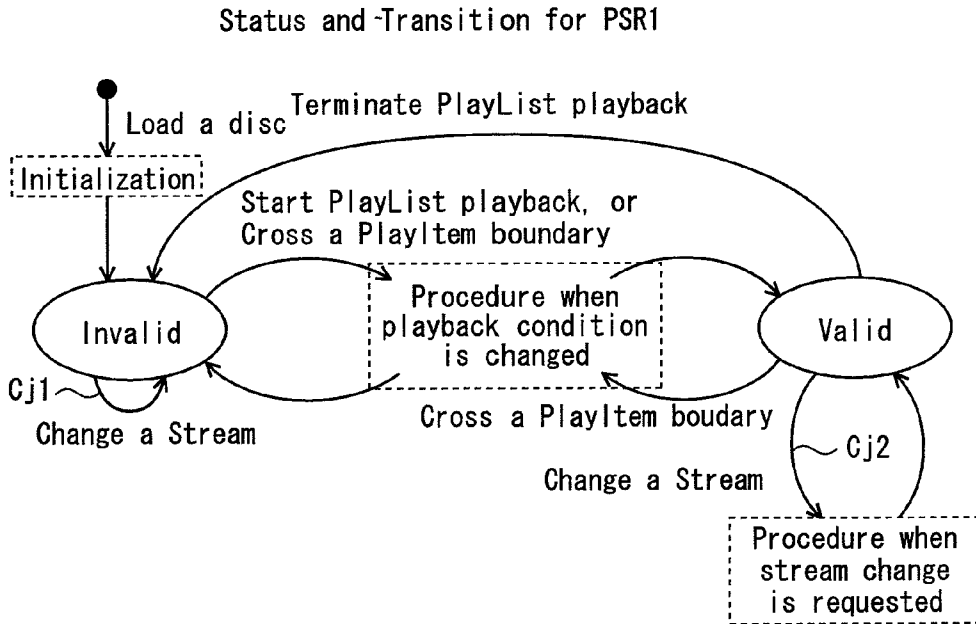 Status and Transition for PSR1
Load a disc
Terminate PlayList playback
Initialization
Start PlayList playback, or
Cross a PlayItem boundary
Invalid
Procedure when
playback condition
is changed
Valid
Cj1
Change a Stream
Cross a PlayItem boudary
Cj2
Change a Stream
Procedure when
stream change
is requested